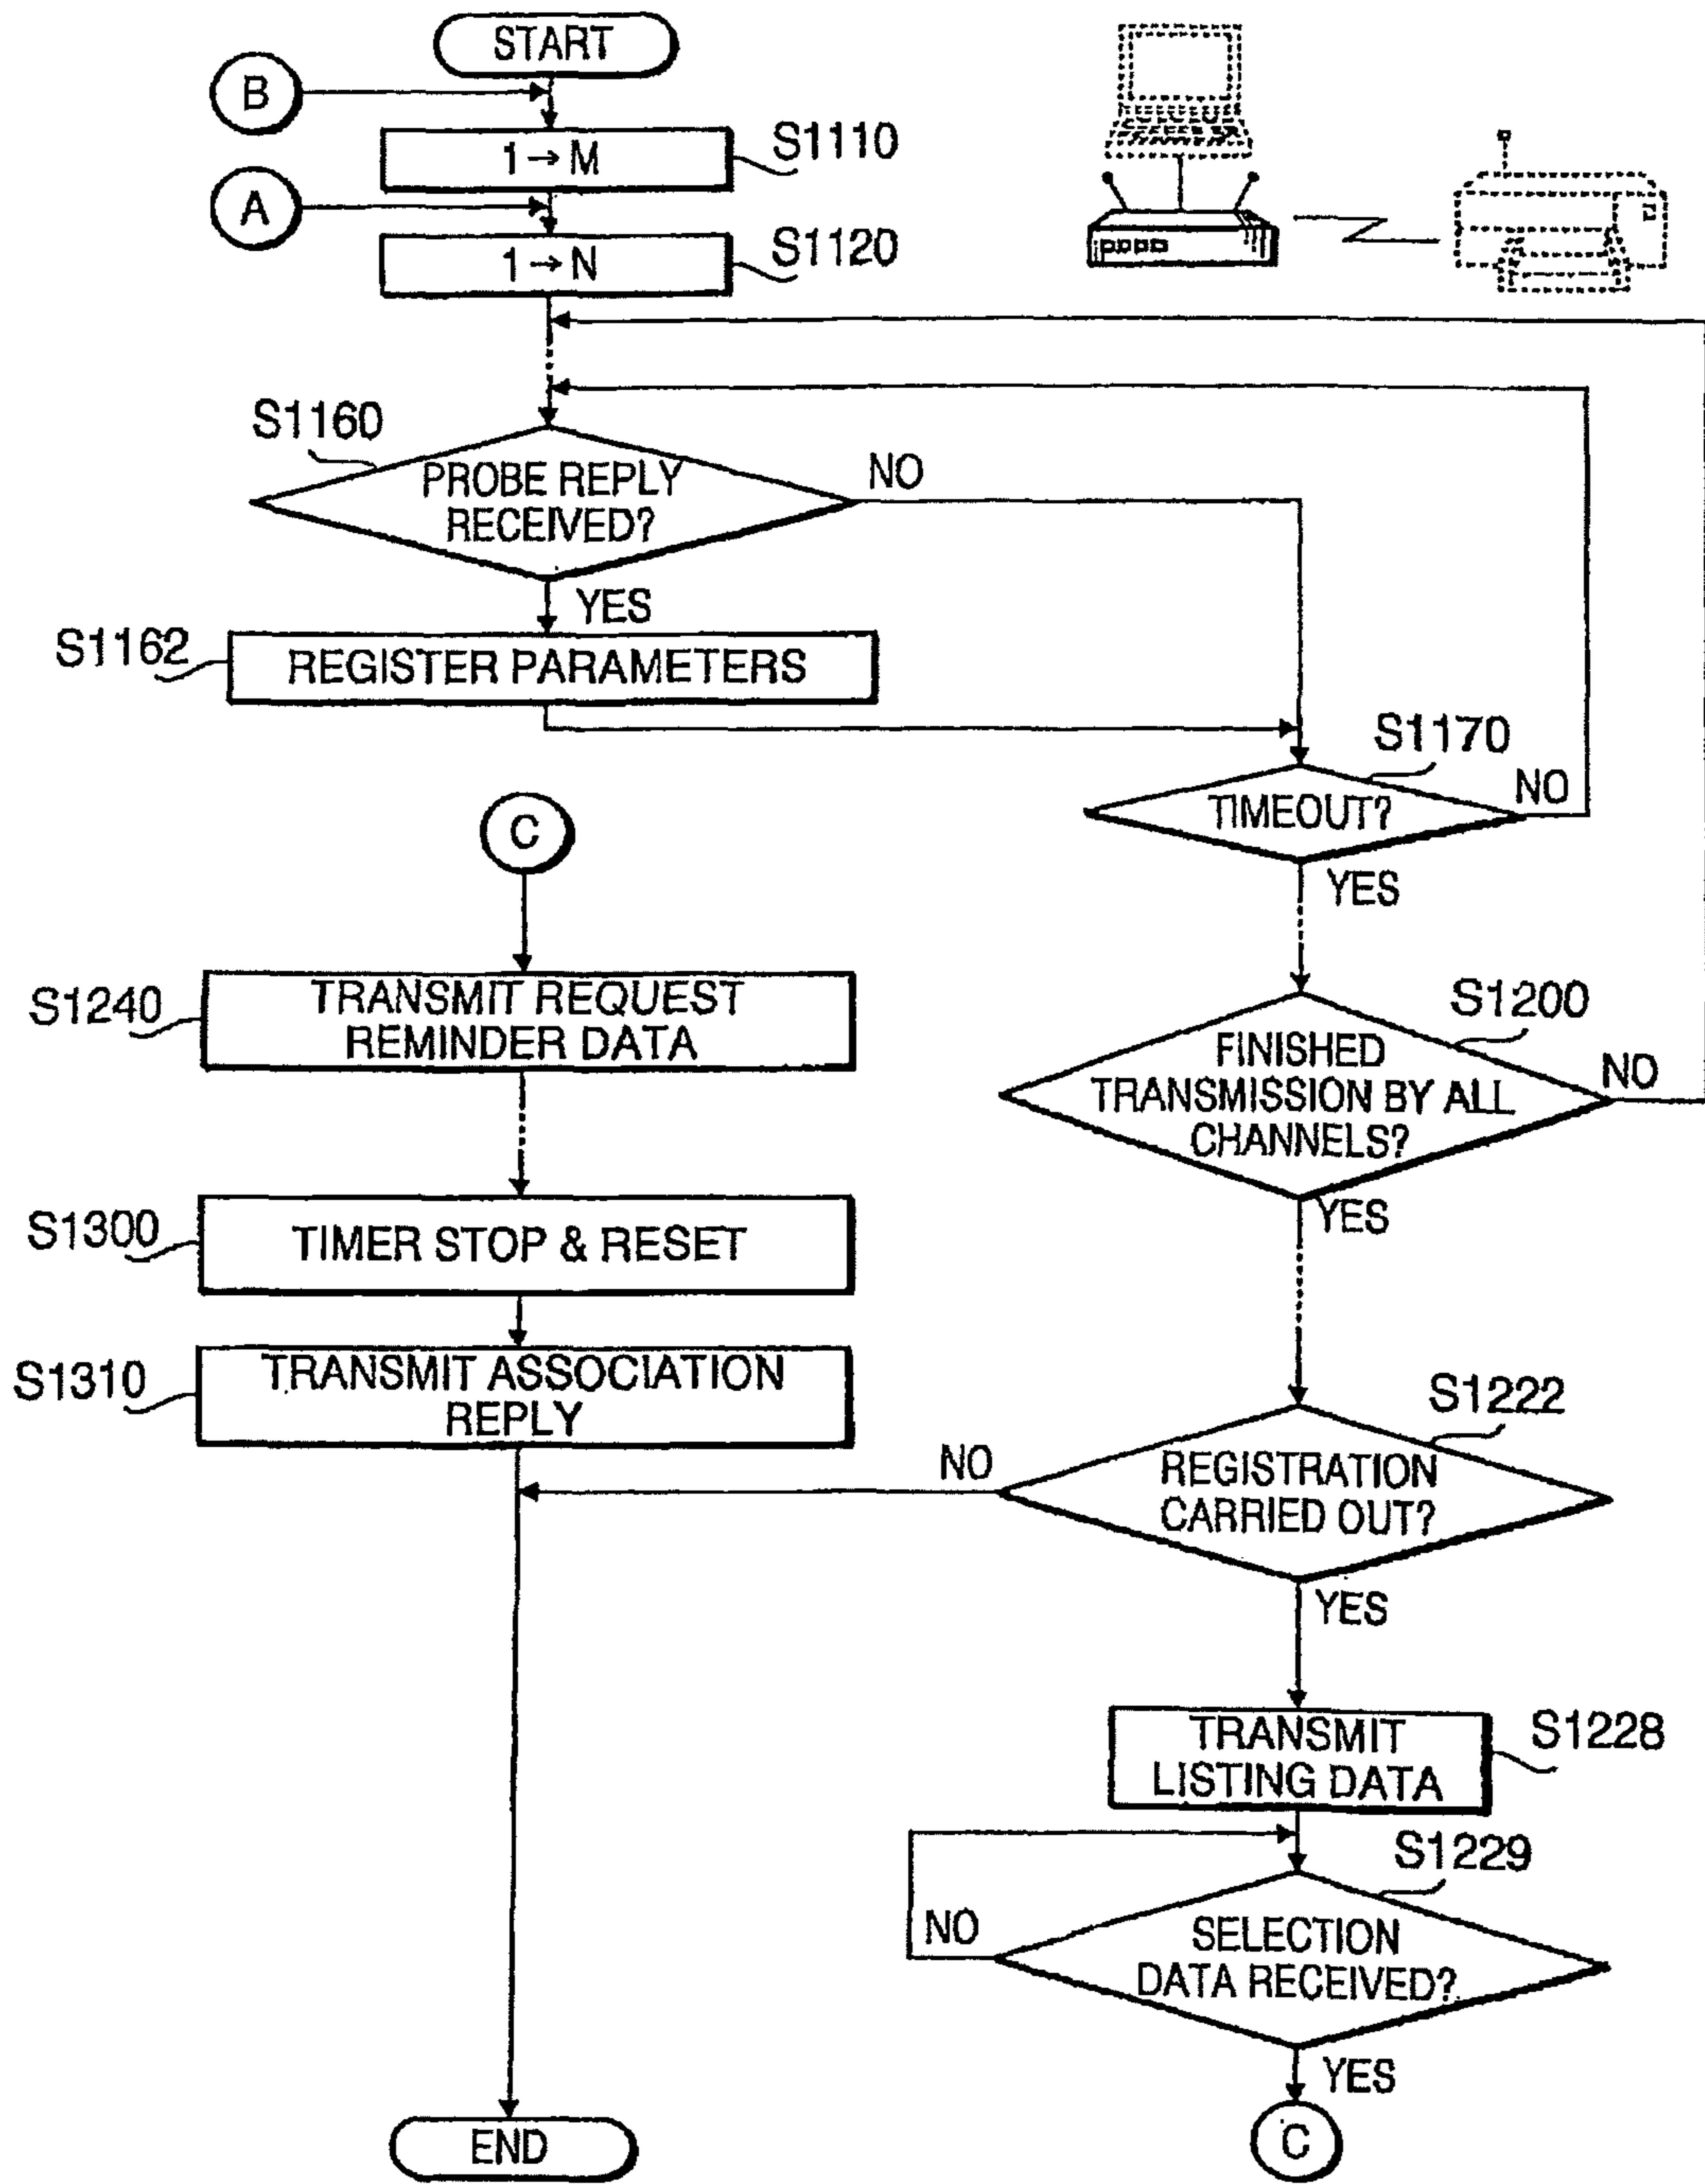 START
B
1→M
S1110
A
1→N
S1120
S1160
PROBE REPLY
RECEIVED?
NO
YES
S1162
REGISTER PARAMETERS
S1170
TIMEOUT?
NO
YES
C
S1240
TRANSMIT REQUEST
REMINDER DATA
S1200
FINISHED
TRANSMISSION BY ALL
CHANNELS?
NO
YES
S1300
TIMER STOP & RESET
S1310
TRANSMIT ASSOCIATION
REPLY
S1222
REGISTRATION
CARRIED OUT?
NO
YES
TRANSMIT
LISTING DATA
S1228
S1229
SELECTION
DATA RECEIVED?
NO
YES
C
END